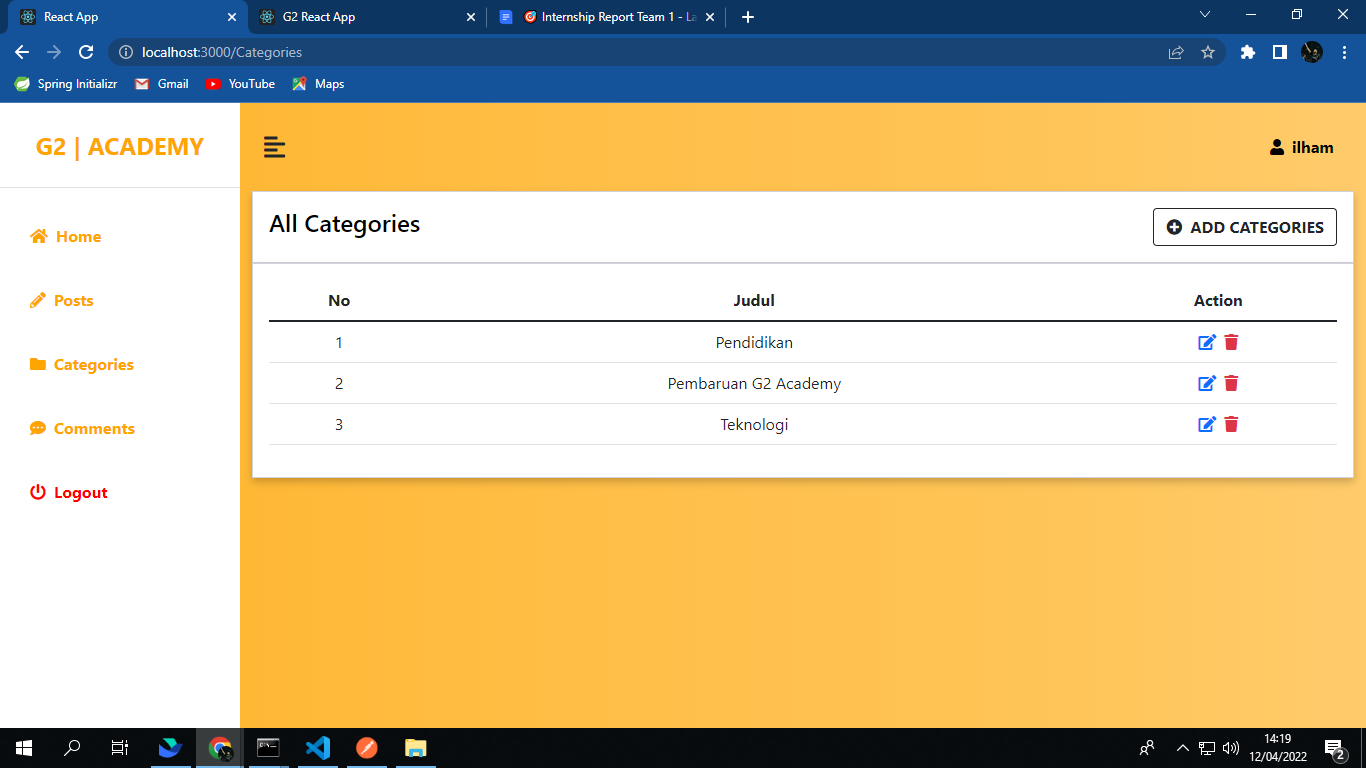 React App
G2 React App
Internship Report Team 1 - La
localhost:3000/Categories
Spring Initializr
Gmail
YouTube
Maps
G2 | ACADEMY
ilham
Home
Posts
Categories
Comments
Logout
All Categories
ADD CATEGORIES
No Judul Action
1 Pendidikan
2 Pembaruan G2 Academy
3 Teknologi
14:19
12/04/2022
2